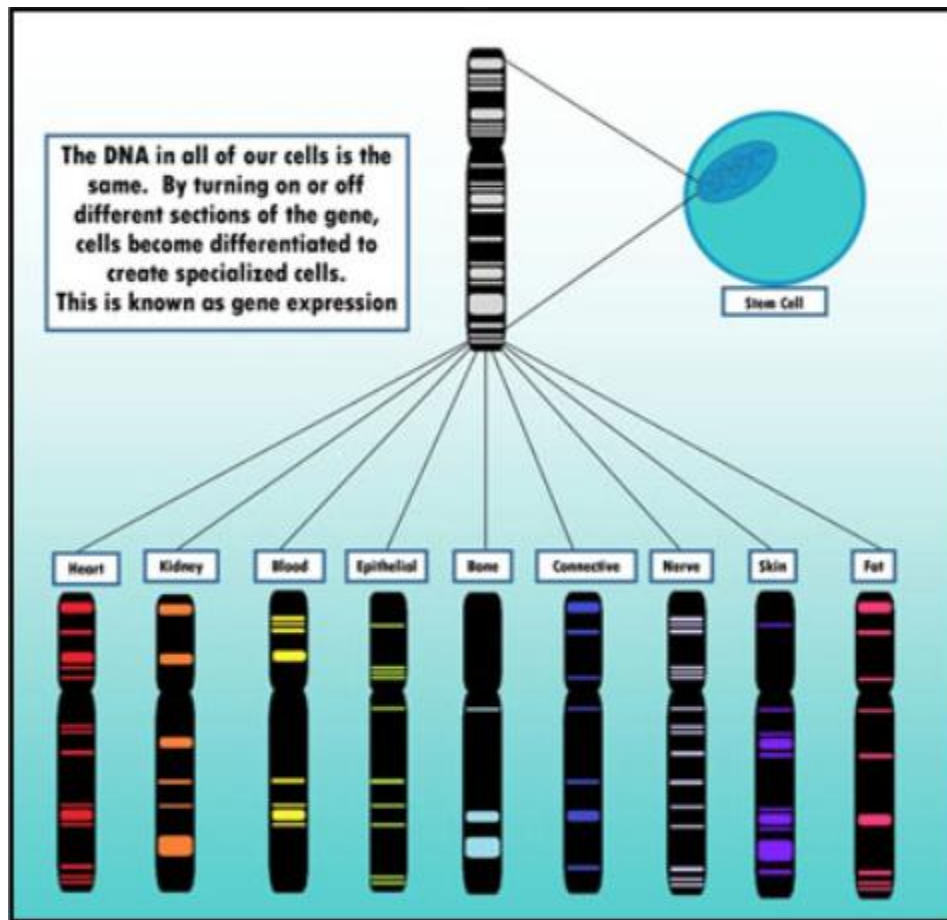 The DNA in all of our cells is the
same. By turning on or off
different sections of the gene,
cells become differentiated to
create specialized cells.
This is known as gene expression
Stem Cell
Heart
Kidney
Blood
Epithelial
Bone
Connective
Nerve
Skin
Fat